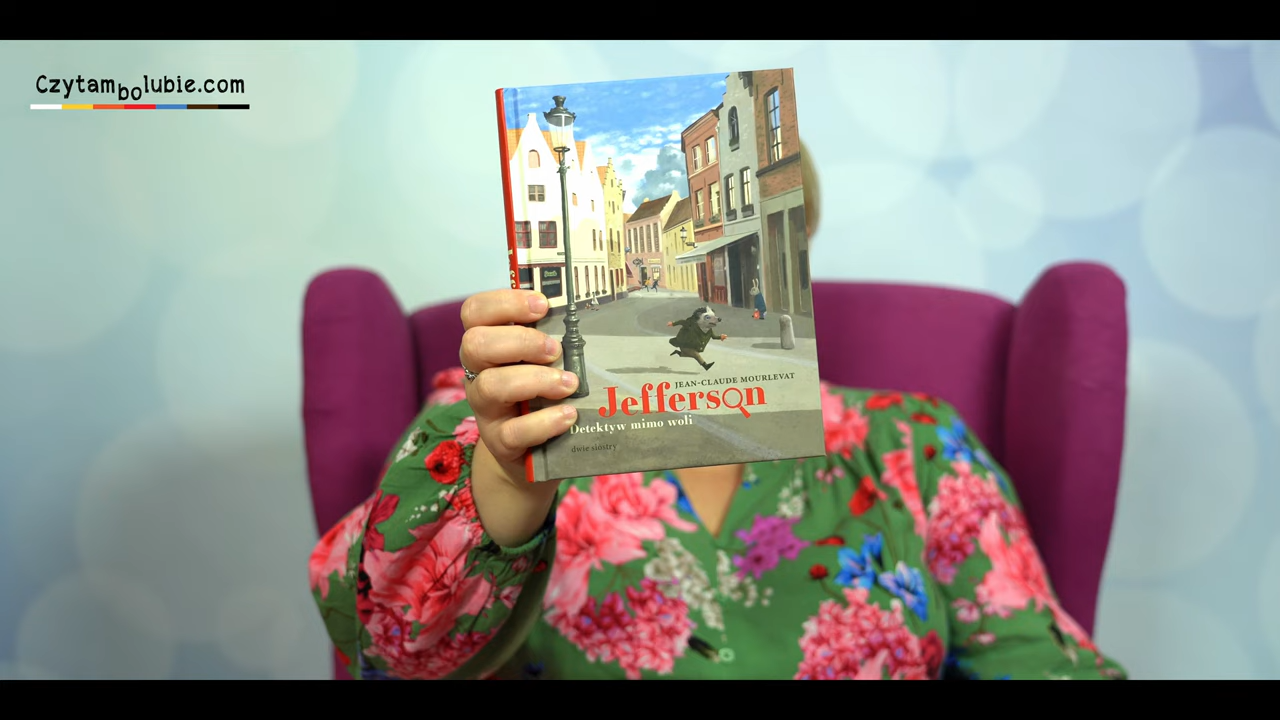 Czytambolubie.com
JEAN-CLAUDE MOURLEVAT
Jefferson
Detektyw mimo woli
dwie siostry